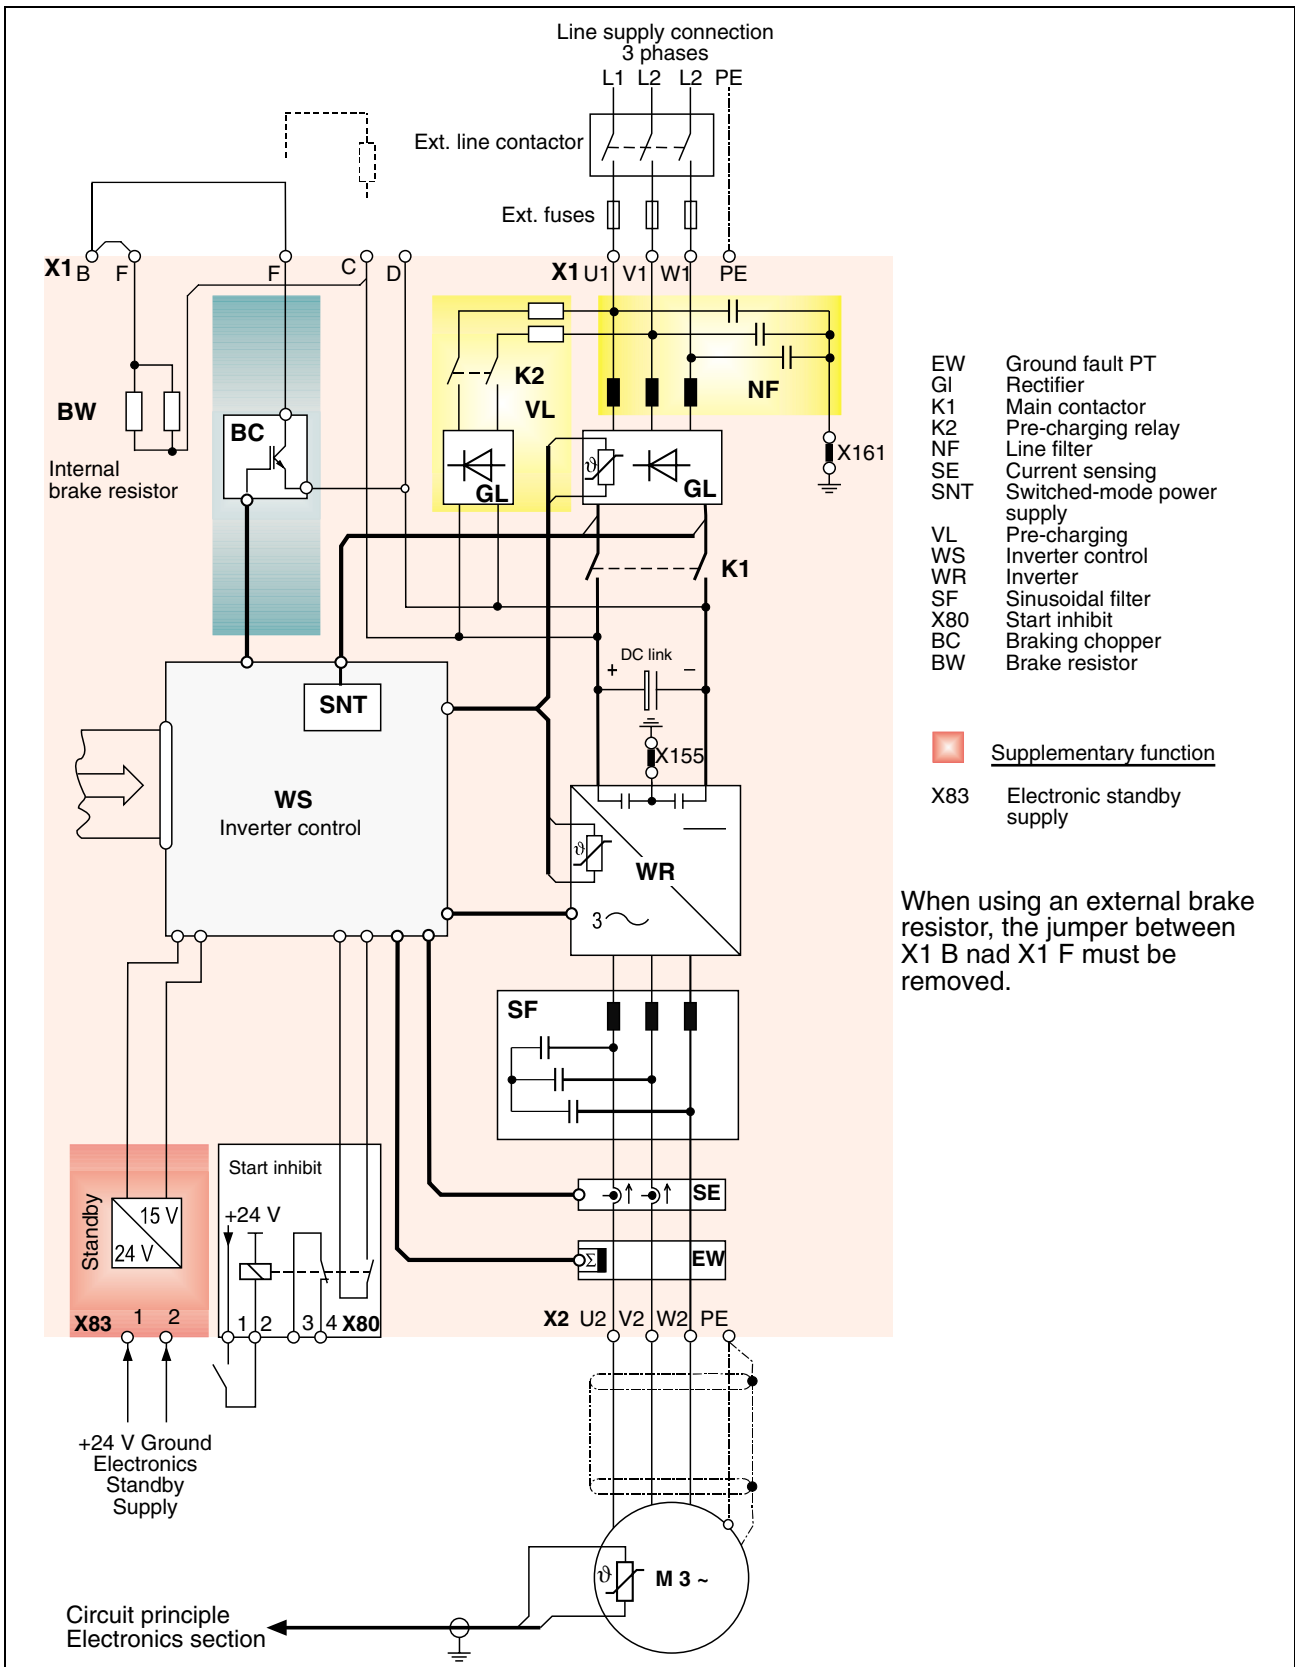 Line supply connection
3 phases
L1 L2 L2 PE
Ext. line contactor
Ext. fuses
X1 B F F C D
X1 U1 V1 W1 PE
K2
VL
NF
BW
BC
Internal
brake resistor
GL
ϑ
GL
X161
K1
DC link
+ −
SNT
X155
WS
Inverter control
ϑ
WR
3
SF
Start inhibit
+24 V
Standby
15 V
24 V
SE
Σ
EW
X83 1 2
1 2 3 4 X80
X2 U2 V2 W2 PE
+24 V Ground
Electronics
Standby
Supply
ϑ
M 3 ~
Circuit principle
Electronics section
EW Ground fault PT
Gl Rectifier
K1 Main contactor
K2 Pre-charging relay
NF Line filter
SE Current sensing
SNT Switched-mode power
supply
VL Pre-charging
WS Inverter control
WR Inverter
SF Sinusoidal filter
X80 Start inhibit
BC Braking chopper
BW Brake resistor
Supplementary function
X83 Electronic standby
supply
When using an external brake
resistor, the jumper between
X1 B nad X1 F must be
removed.